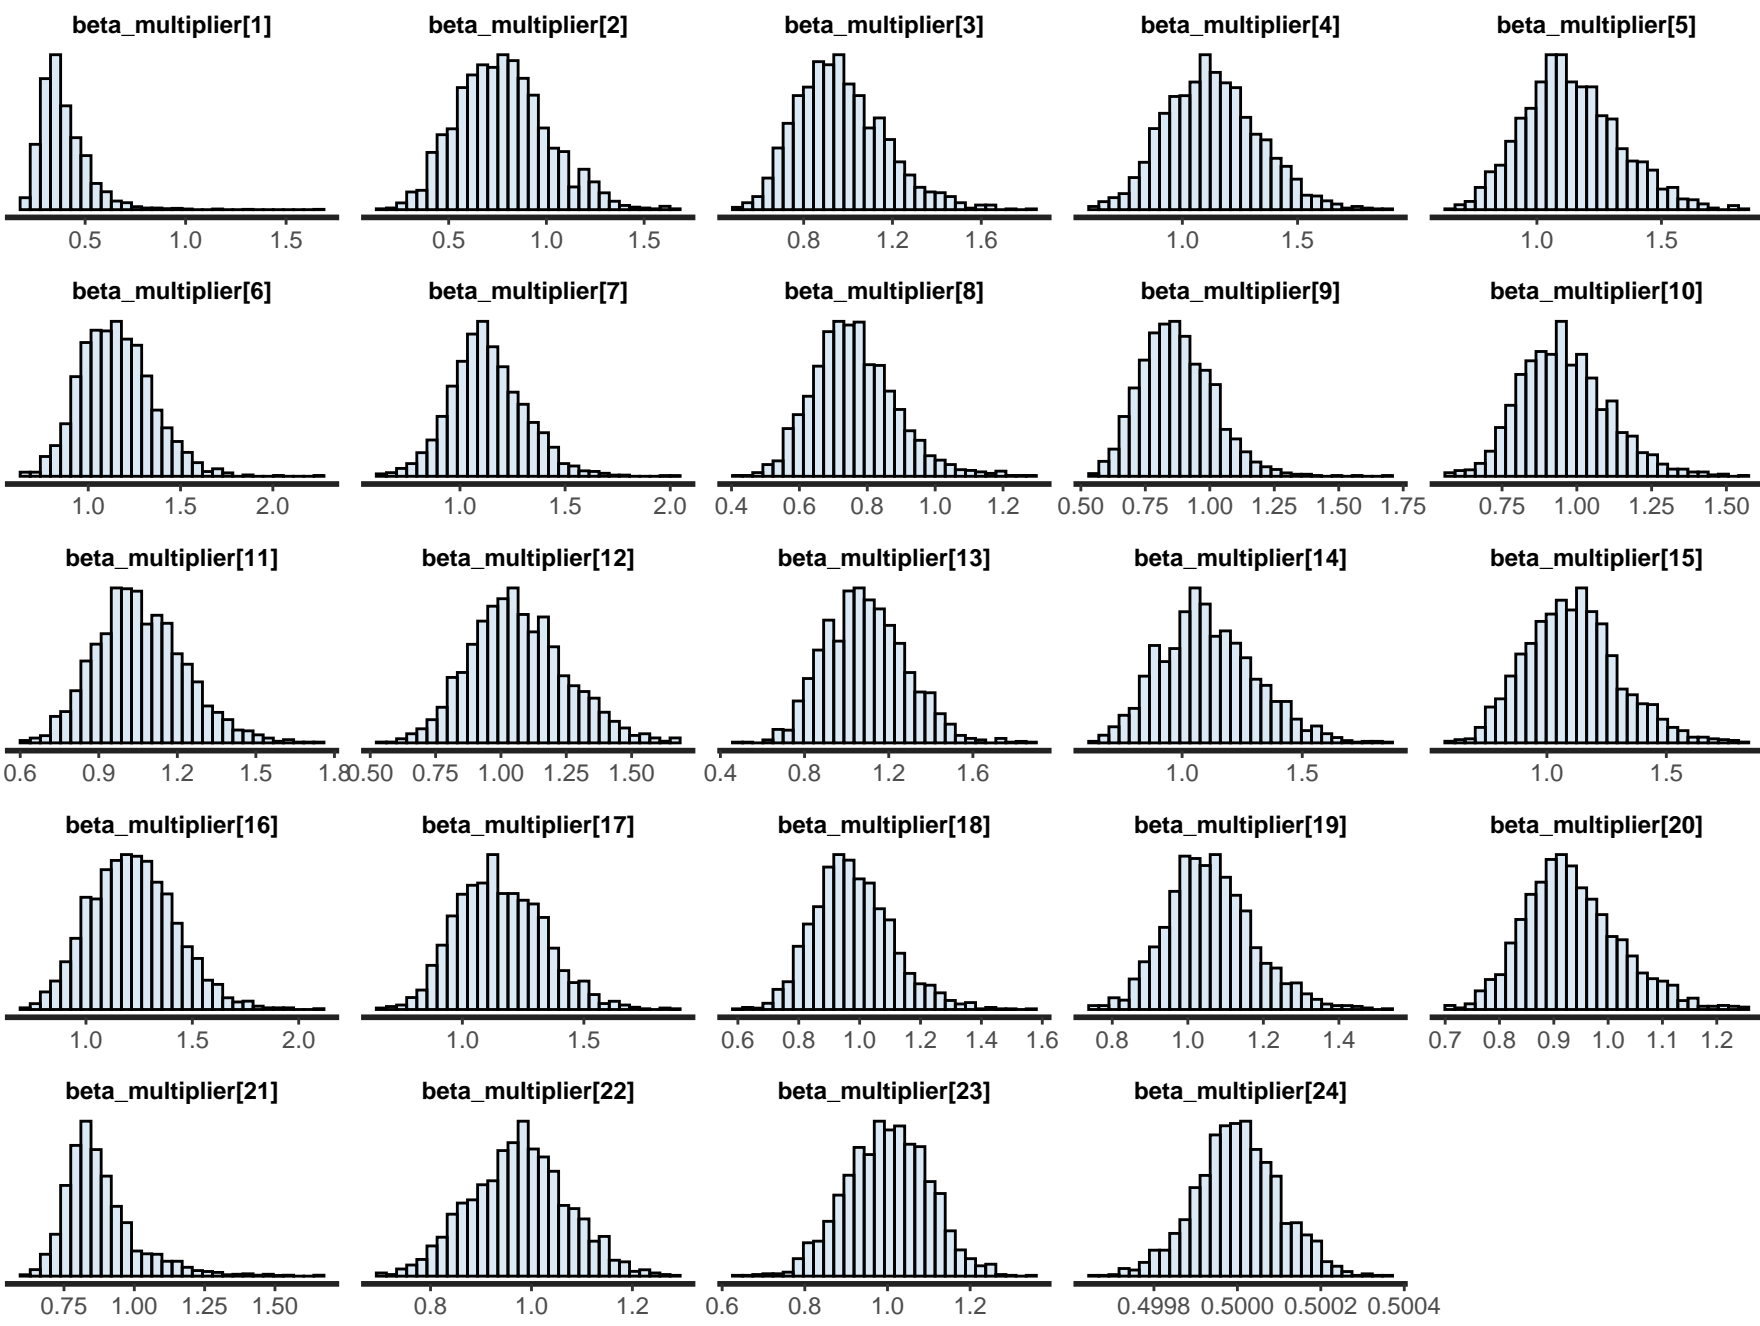 beta_multiplier[1] beta_multiplier[2] beta_multiplier[3] beta_multiplier[4] beta_multiplier[5]
0.5 1.0 1.5 0.5 1.0 1.5 0.8 1.2 1.6 1.0 1.5 1.0 1.5
beta_multiplier[6] beta_multiplier[7] beta_multiplier[8] beta_multiplier[9] beta_multiplier[10]
1.0 1.5 2.0 1.0 1.5 2.0 0.4 0.6 0.8 1.0 1.2 0.50 0.75 1.00 1.25 1.50 1.75 0.75 1.00 1.25 1.50
beta_multiplier[11] beta_multiplier[12] beta_multiplier[13] beta_multiplier[14] beta_multiplier[15]
0.6 0.9 1.2 1.5 1.8 0.50 0.75 1.00 1.25 1.50 0.4 0.8 1.2 1.6 1.0 1.5 1.0 1.5
beta_multiplier[16] beta_multiplier[17] beta_multiplier[18] beta_multiplier[19] beta_multiplier[20]
1.0 1.5 2.0 1.0 1.5 0.6 0.8 1.0 1.2 1.4 1.6 0.8 1.0 1.2 1.4 0.7 0.8 0.9 1.0 1.1 1.2
beta_multiplier[21] beta_multiplier[22] beta_multiplier[23] beta_multiplier[24]
0.75 1.00 1.25 1.50 0.8 1.0 1.2 0.6 0.8 1.0 1.2 0.4998 0.5000 0.5002 0.5004